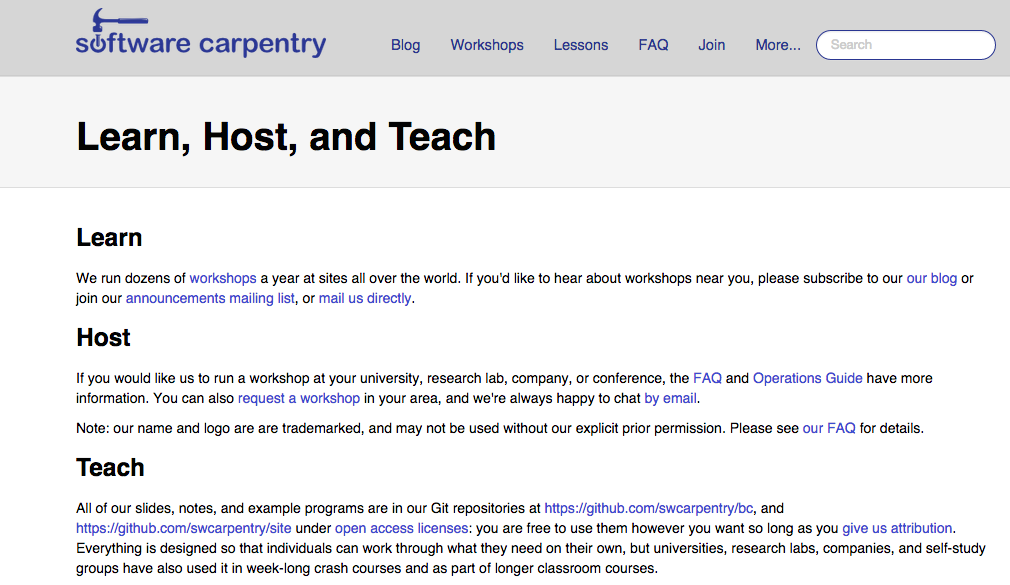 software carpentry
Blog Workshops Lessons FAQ Join More... Search
Learn, Host, and Teach
Learn
We run dozens of workshops a year at sites all over the world. If you'd like to hear about workshops near you, please subscribe to our our blog or
join our announcements mailing list, or mail us directly.
Host
If you would like us to run a workshop at your university, research lab, company, or conference, the FAQ and Operations Guide have more
information. You can also request a workshop in your area, and we're always happy to chat by email.
Note: our name and logo are are trademarked, and may not be used without our explicit prior permission. Please see our FAQ for details.
Teach
All of our slides, notes, and example programs are in our Git repositories at https://github.com/swcarpentry/bc, and
https://github.com/swcarpentry/site under open access licenses: you are free to use them however you want so long as you give us attribution.
Everything is designed so that individuals can work through what they need on their own, but universities, research labs, companies, and self-study
groups have also used it in week-long crash courses and as part of longer classroom courses.